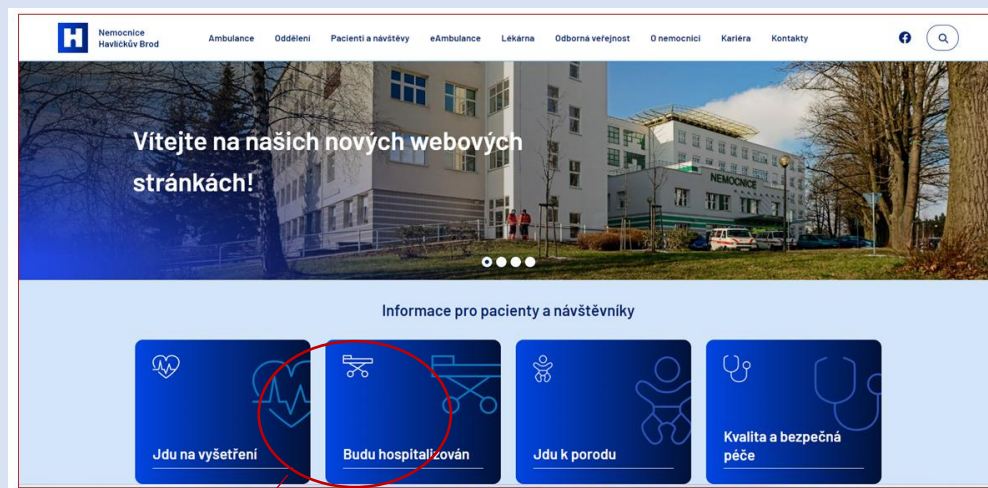 Nemocnice
Havlíčkův Brod
Ambulance Oddělení Pacienti a návštěvy eAmbulance Lékárna Odborná veřejnost O nemocnici Kariéra Kontakty
Vítejte na našich nových webových
stránkách!
NEMOCNICE
Informace pro pacienty a návštěvníky
Jdu na vyšetření
Budu hospitalizován
Jdu k porodu
Kvalita a bezpečná
péče